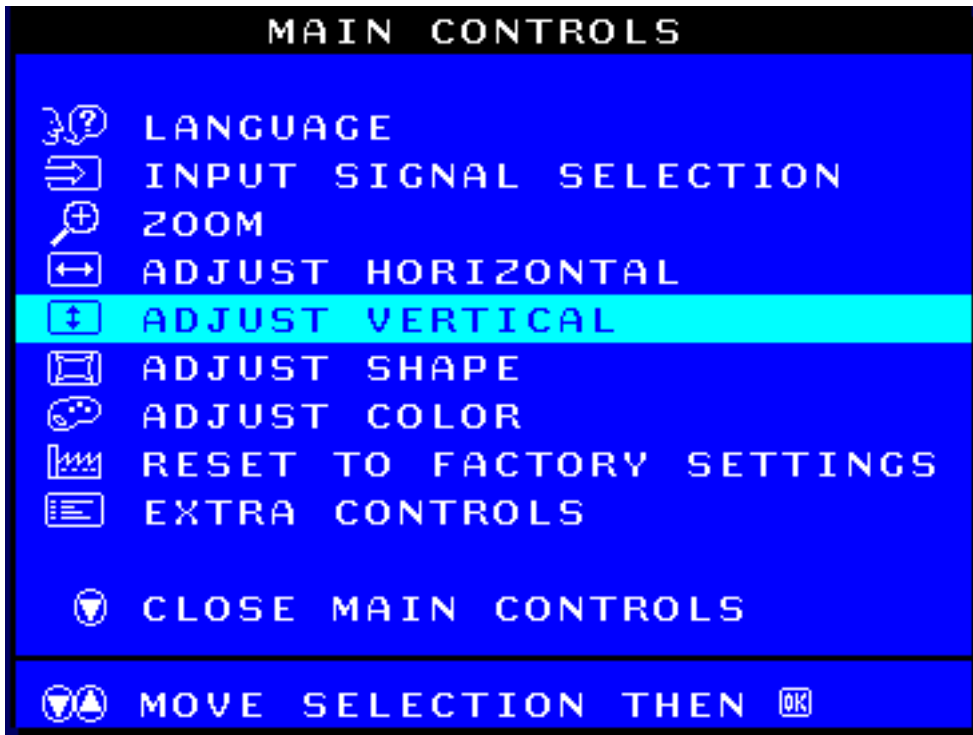 MAIN CONTROLS
LANGUAGE
INPUT SIGNAL SELECTION
ZOOM
ADJUST HORIZONTAL
ADJUST VERTICAL
ADJUST SHAPE
ADJUST COLOR
RESET TO FACTORY SETTINGS
EXTRA CONTROLS
CLOSE MAIN CONTROLS
MOVE SELECTION THEN OK